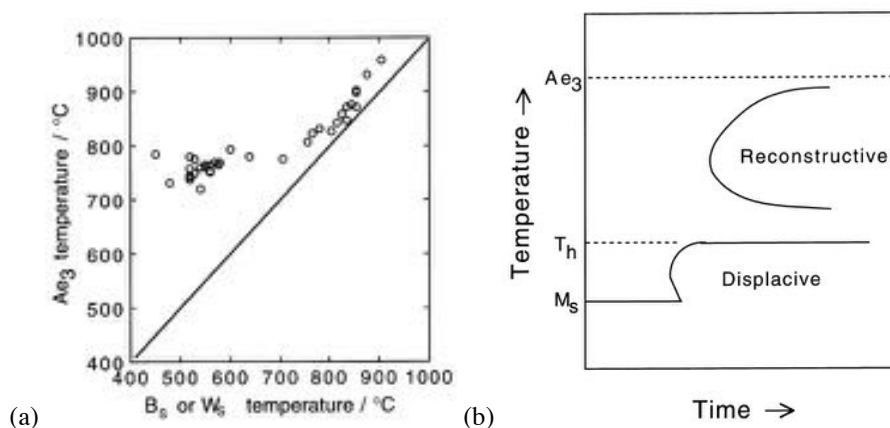 1000
900
800
700
600
500
400
Ae3 temperature / °C
400 500 600 700 800 900 1000
(a)
Bs or Ws temperature / °C
Temperature →
Ae3
Reconstructive
Th
Displacive
Ms
(b)
Time →